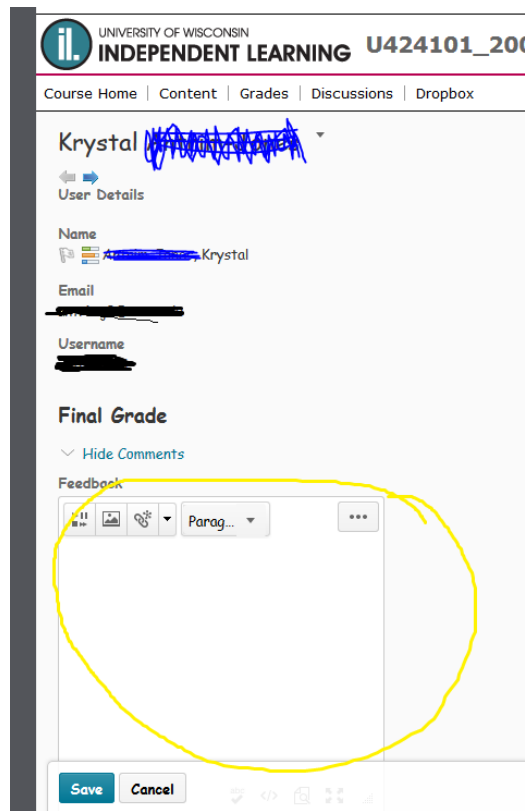 UNIVERSITY OF WISCONSIN
il. INDEPENDENT LEARNING U424101_200
Course Home | Content | Grades | Discussions | Dropbox
Krystal
User Details
Name
, Krystal
Email
Username
Final Grade
Hide Comments
Feedback
Parag... ...
Save Cancel